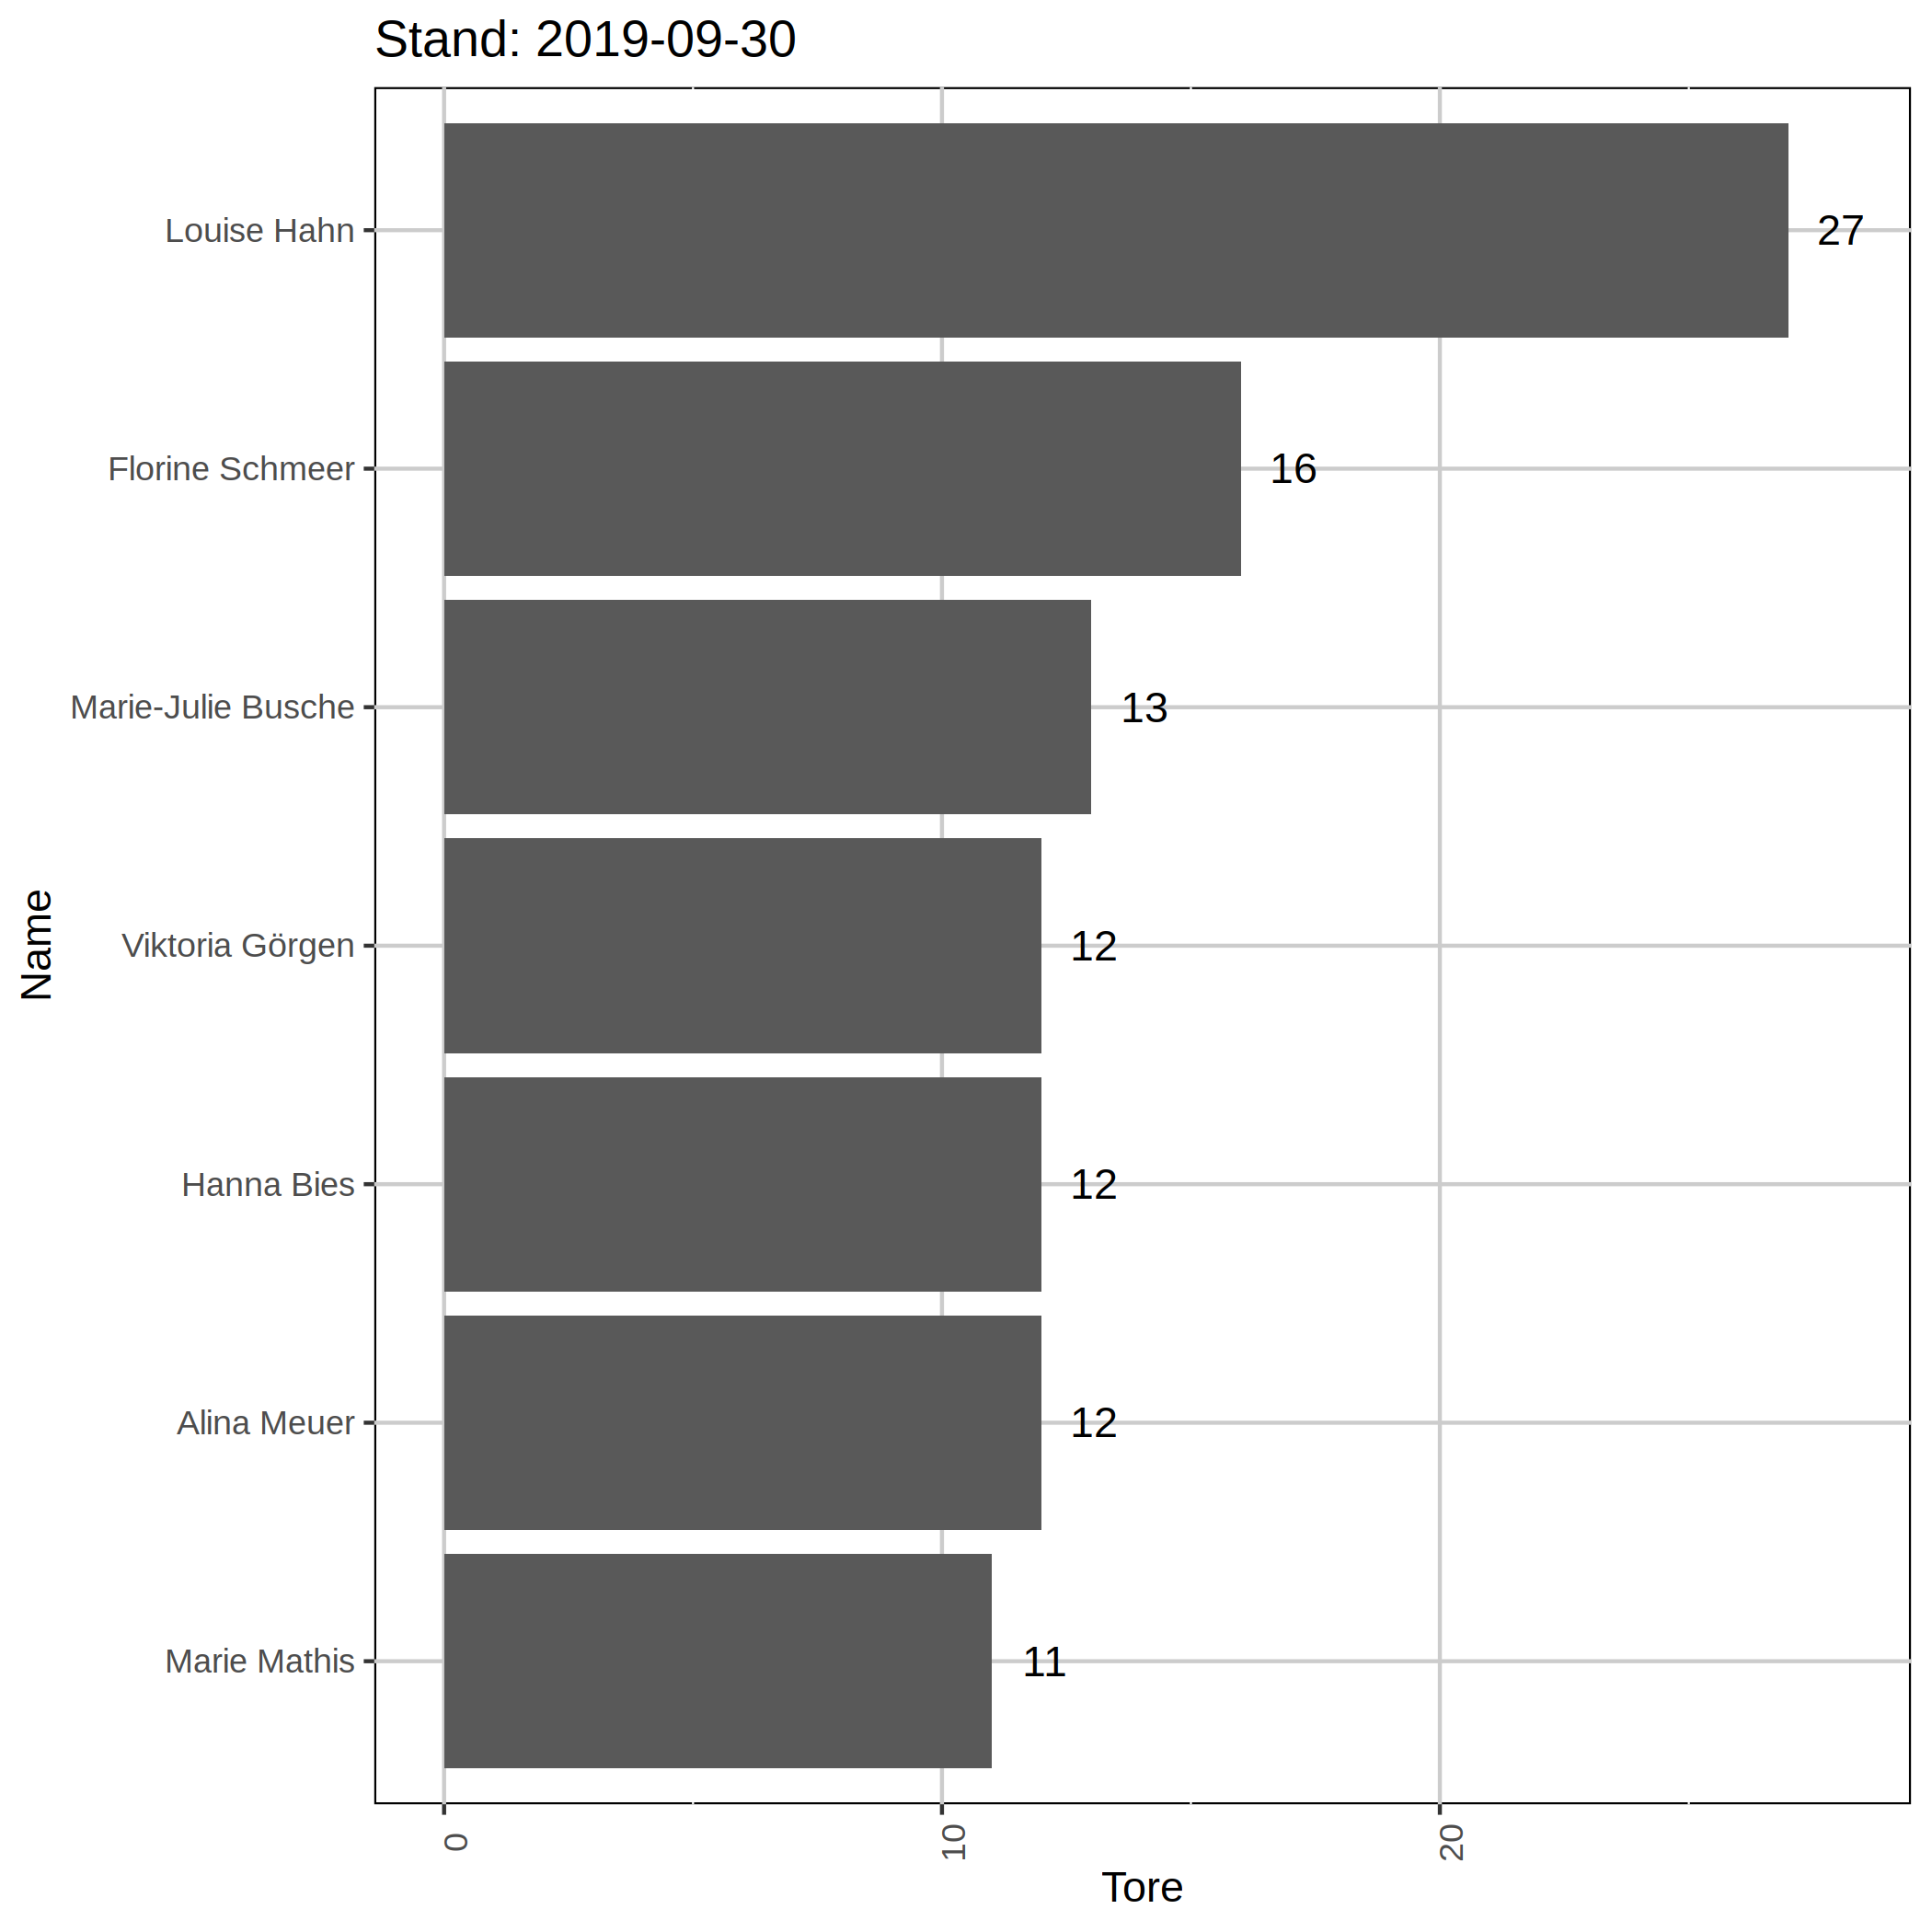 Stand: 2019-09-30
Louise Hahn 27
Florine Schmeer 16
Marie-Julie Busche 13
Viktoria Görgen 12
Hanna Bies 12
Alina Meuer 12
Marie Mathis 11
Name
0 10 20
Tore